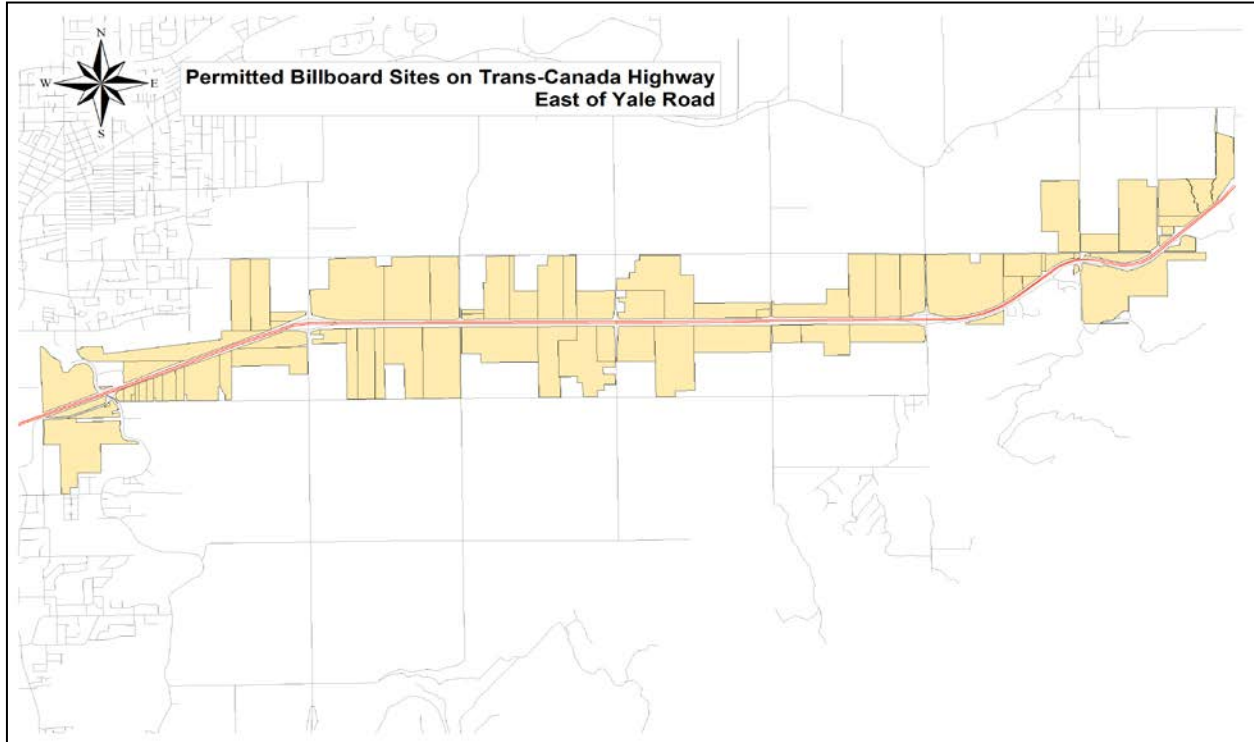 N
Permitted Billboard Sites on Trans-Canada Highway
W E
East of Yale Road
S